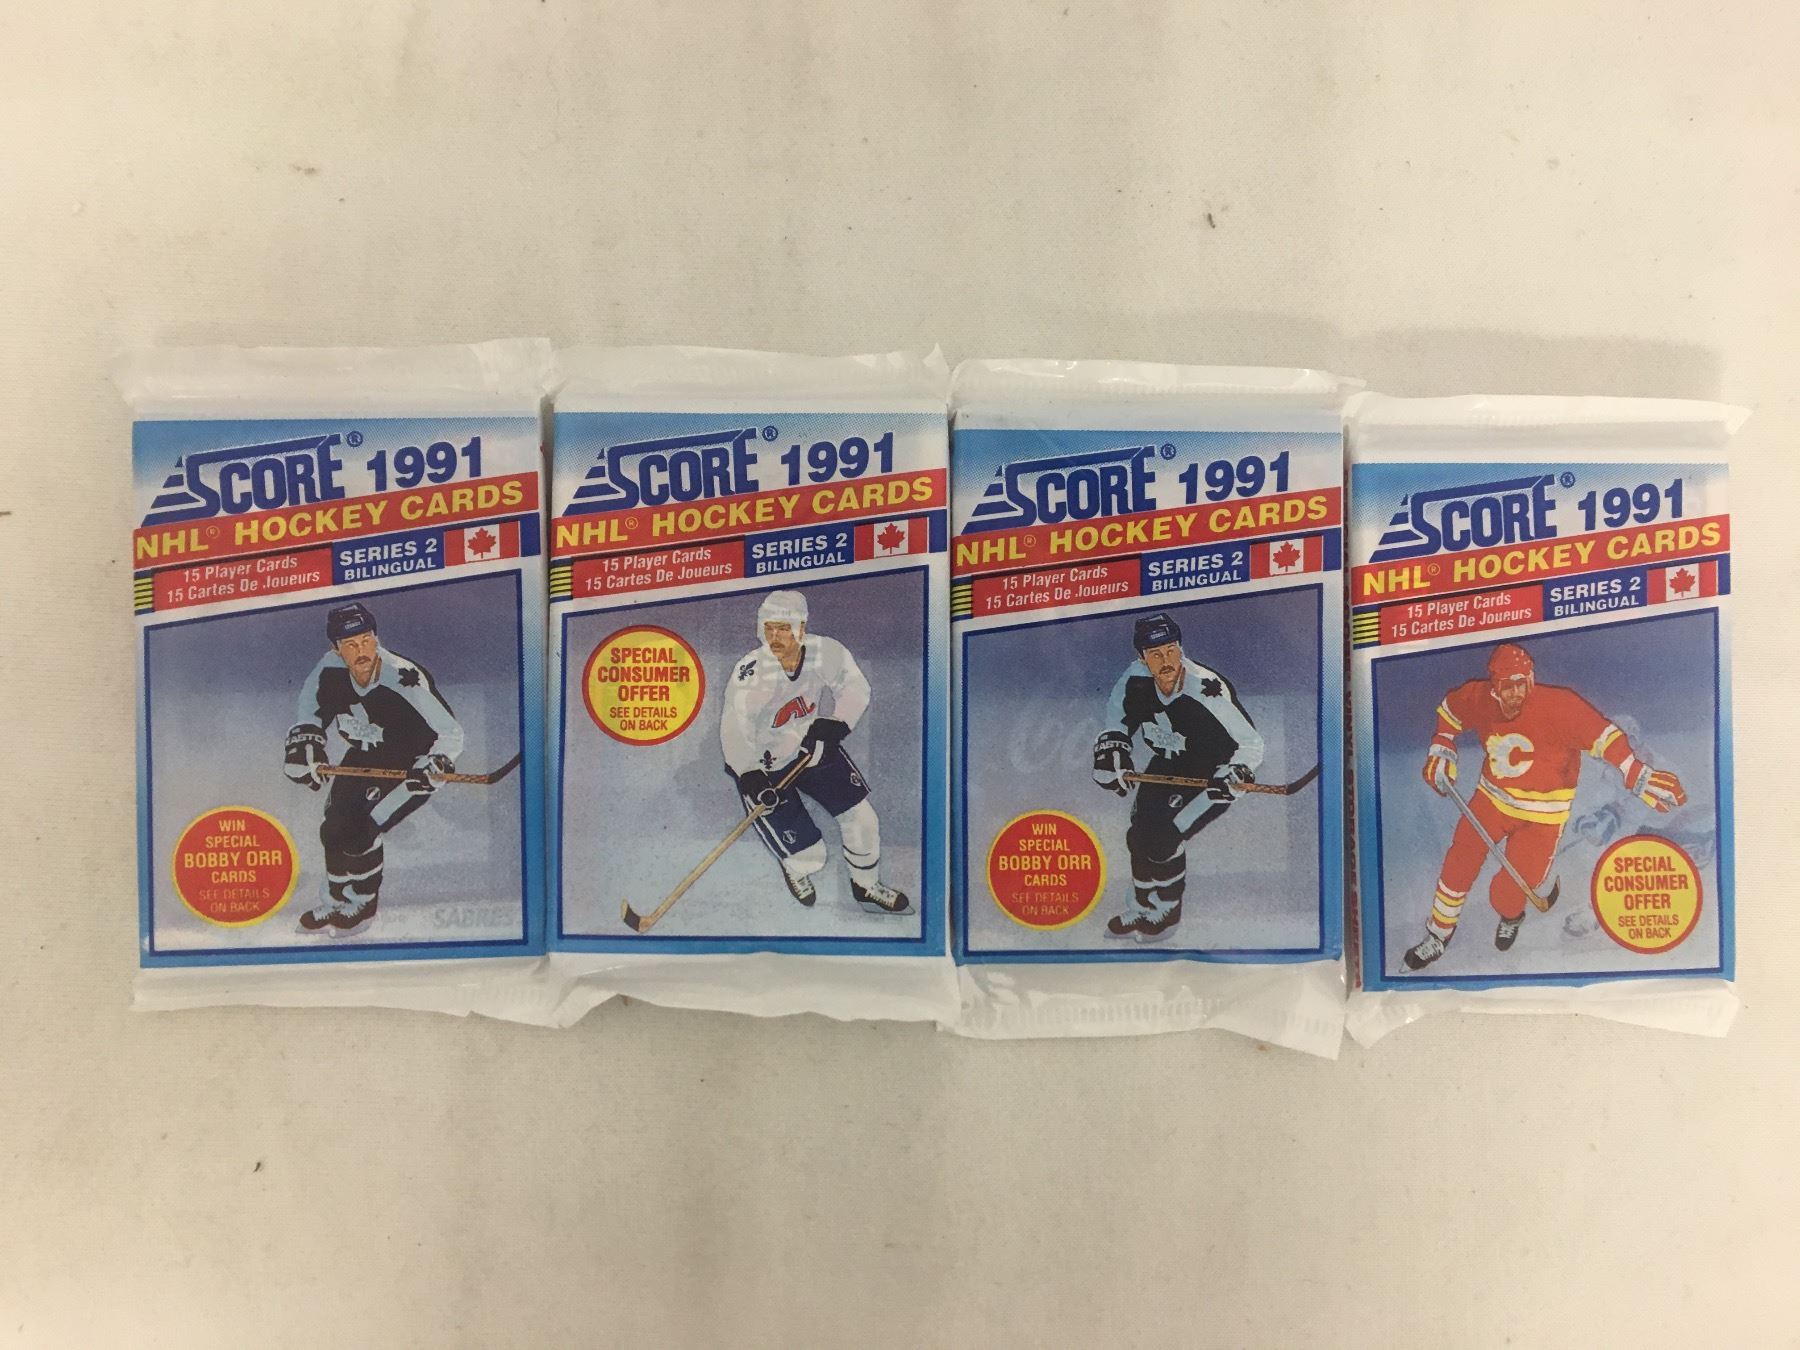 SCORE® 1991
NHL® HOCKEY CARDS
15 Player Cards
15 Cartes De Joueurs
SERIES 2
BILINGUAL
EASTON
WIN
SPECIAL
BOBBY ORR
CARDS
SEE DETAILS
ON BACK
SABRES
SCORE® 1991
NHL® HOCKEY CARDS
15 Player Cards
15 Cartes De Joueurs
SERIES 2
BILINGUAL
SPECIAL
CONSUMER
OFFER
SEE DETAILS
ON BACK
SCORE® 1991
NHL® HOCKEY CARDS
15 Player Cards
15 Cartes De Joueurs
SERIES 2
BILINGUAL
EASTON
WIN
SPECIAL
BOBBY ORR
CARDS
SEE DETAILS
ON BACK
SCORE® 1991
NHL® HOCKEY CARDS
15 Player Cards
15 Cartes De Joueurs
SERIES 2
BILINGUAL
C
SPECIAL
CONSUMER
OFFER
SEE DETAILS
ON BACK